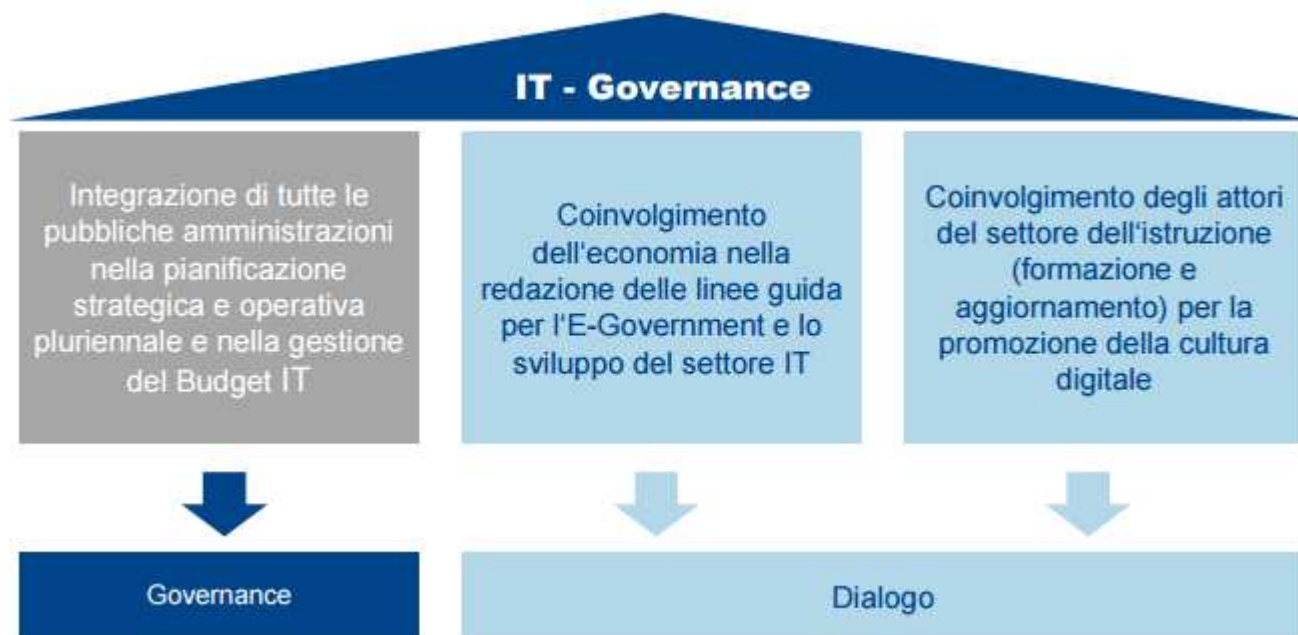 IT - Governance
Integrazione di tutte le
pubbliche amministrazioni
nella pianificazione
strategica e operativa
pluriennale e nella gestione
del Budget IT
Coinvolgimento
dell'economia nella
redazione delle linee guida
per l'E-Government e lo
sviluppo del settore IT
Coinvolgimento degli attori
del settore dell‘istruzione
(formazione e
aggiornamento) per la
promozione della cultura
digitale
Governance
Dialogo